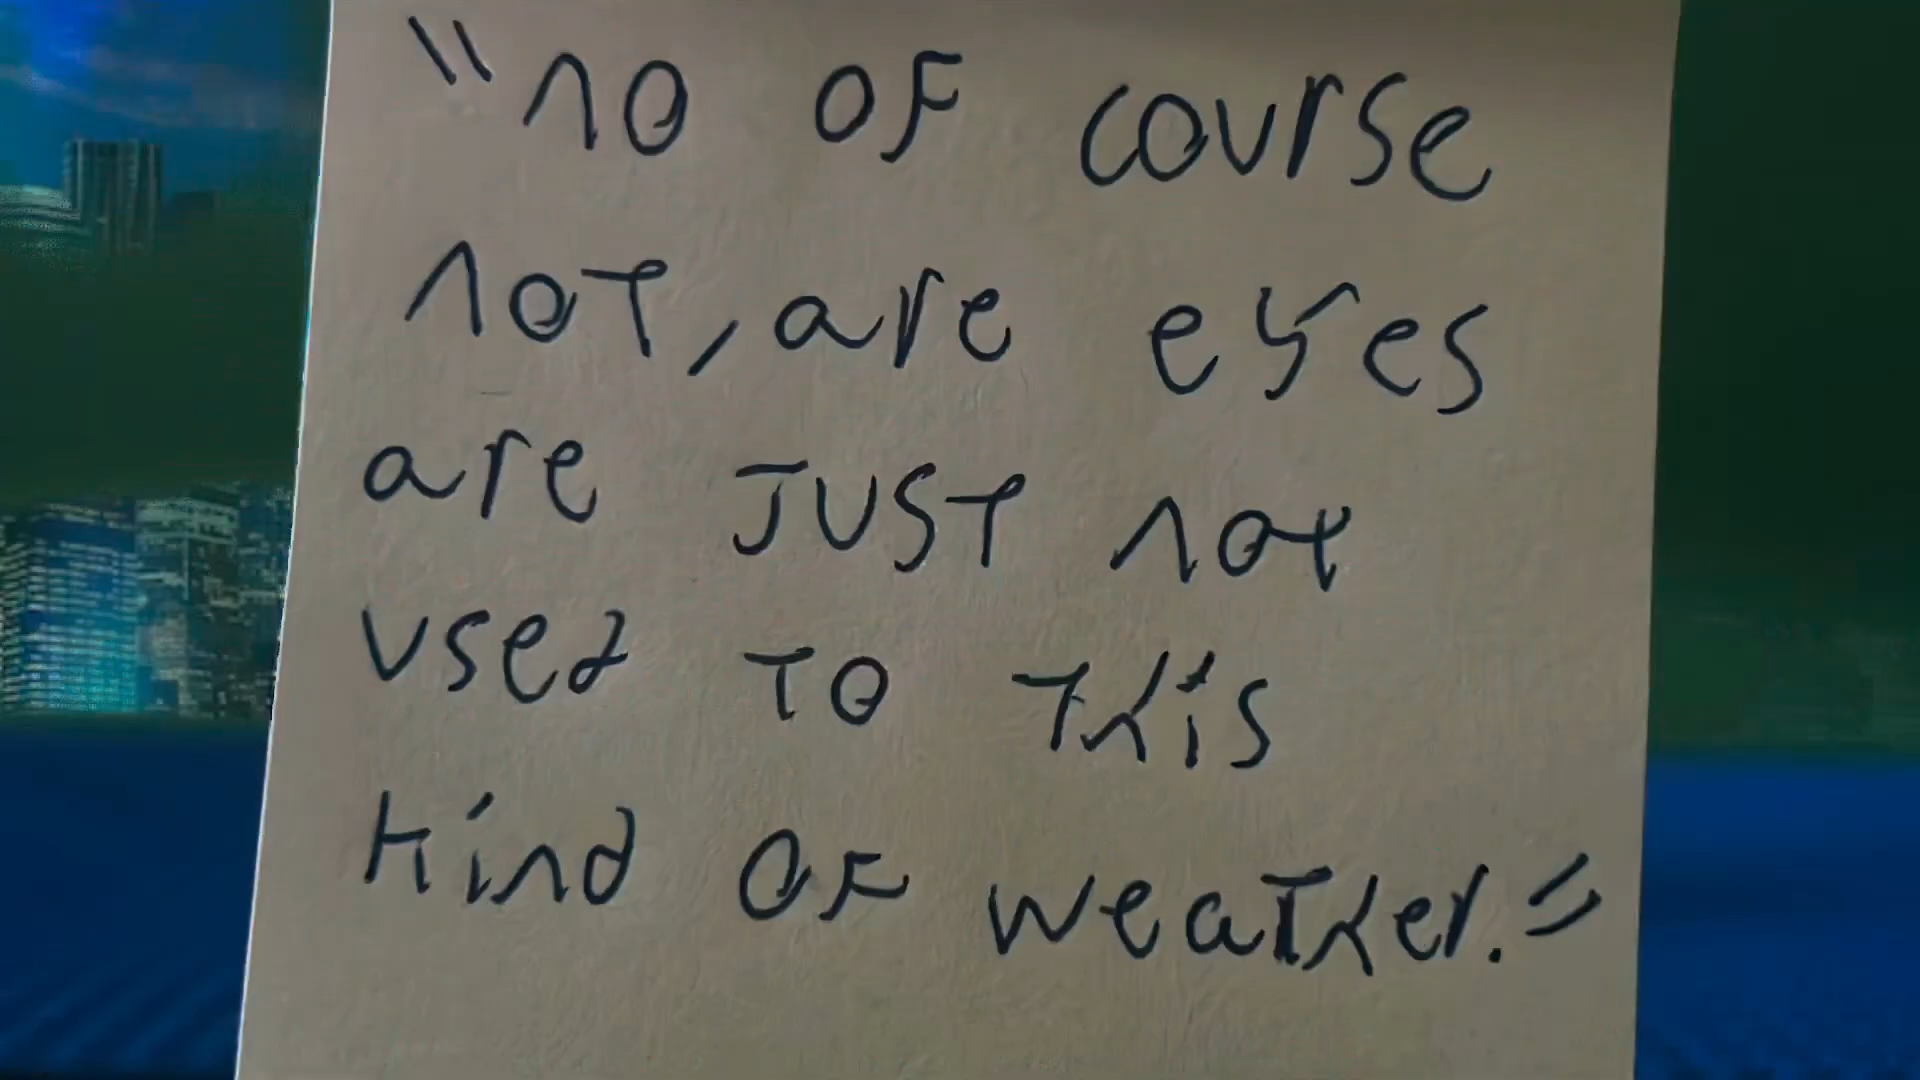 "no of course
not, are eyes
are just not
used to this
kind of weather."